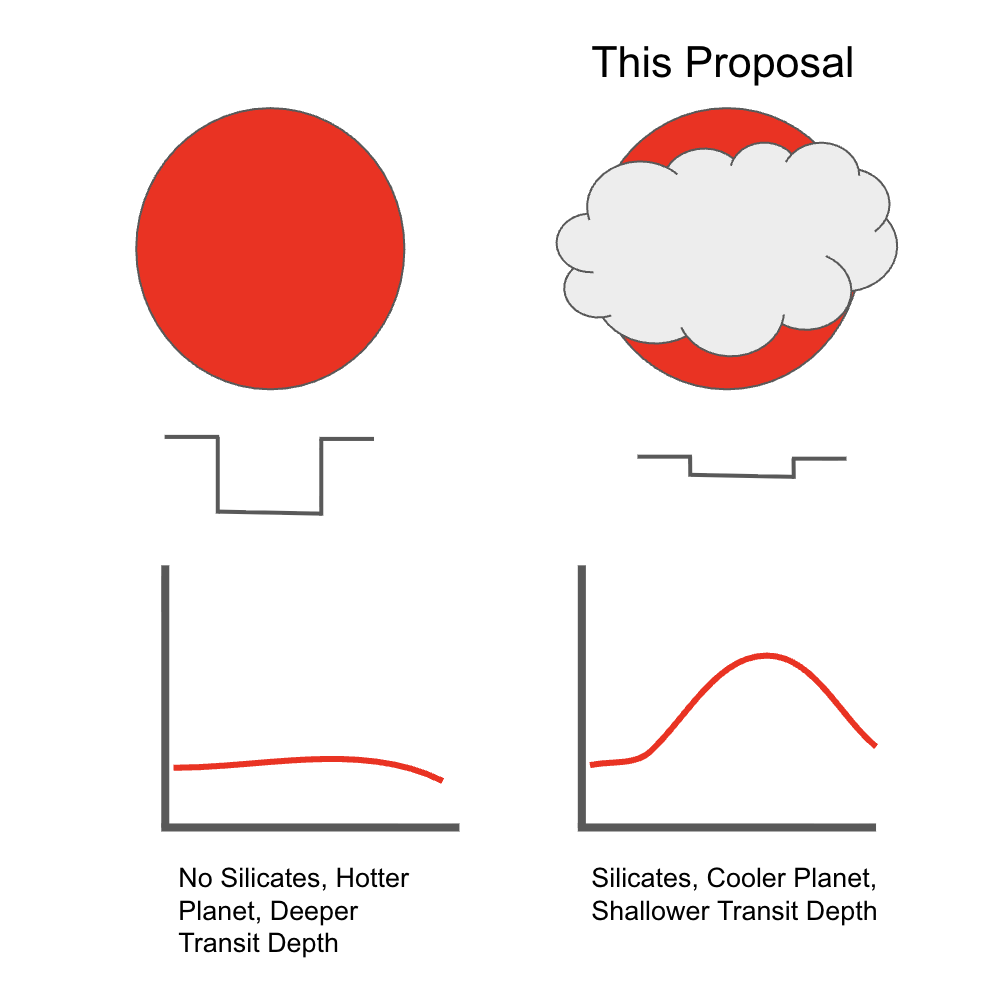 This Proposal
No Silicates, Hotter
Planet, Deeper
Transit Depth
Silicates, Cooler Planet,
Shallower Transit Depth